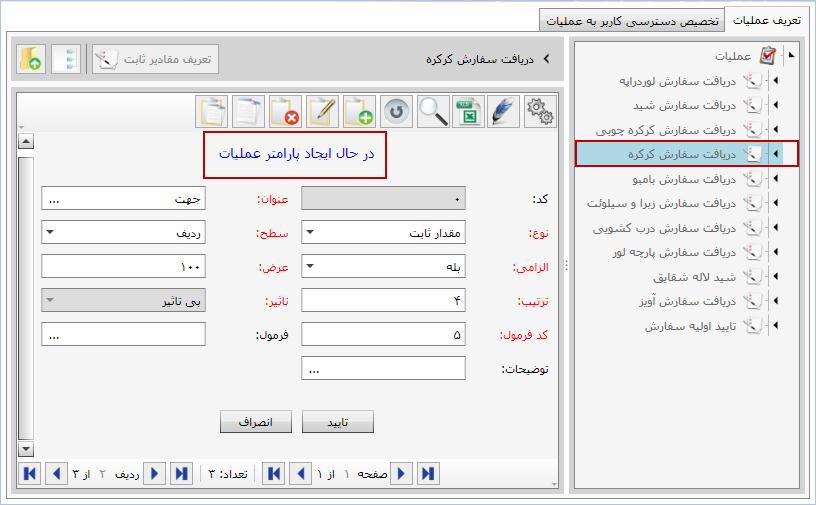 تعریف عملیات
تخصیص دسترسی کاربر به عملیات
عملیات
دریافت سفارش لوردراپه
دریافت سفارش شید
دریافت سفارش کرکره چوبی
دریافت سفارش کرکره
دریافت سفارش بامبو
دریافت سفارش زبرا و سیلوئت
دریافت سفارش درب کشویی
دریافت سفارش پارچه لور
شید لاله شقایق
دریافت سفارش آویز
تایید اولیه سفارش
دریافت سفارش کرکره
تعریف مقادیر ثابت
در حال ایجاد پارامتر عملیات
کد: ۰ عنوان: جهت ...
نوع: مقدار ثابت سطح: ردیف
الزامی: بله عرض: ۱۰۰
ترتیب: ۴ تاثیر: بی تاثیر
کد فرمول: ۵ فرمول: ...
توضیحات: ...
تایید انصراف
صفحه ۱ از ۱ تعداد: ۳ ردیف ۲ از ۳